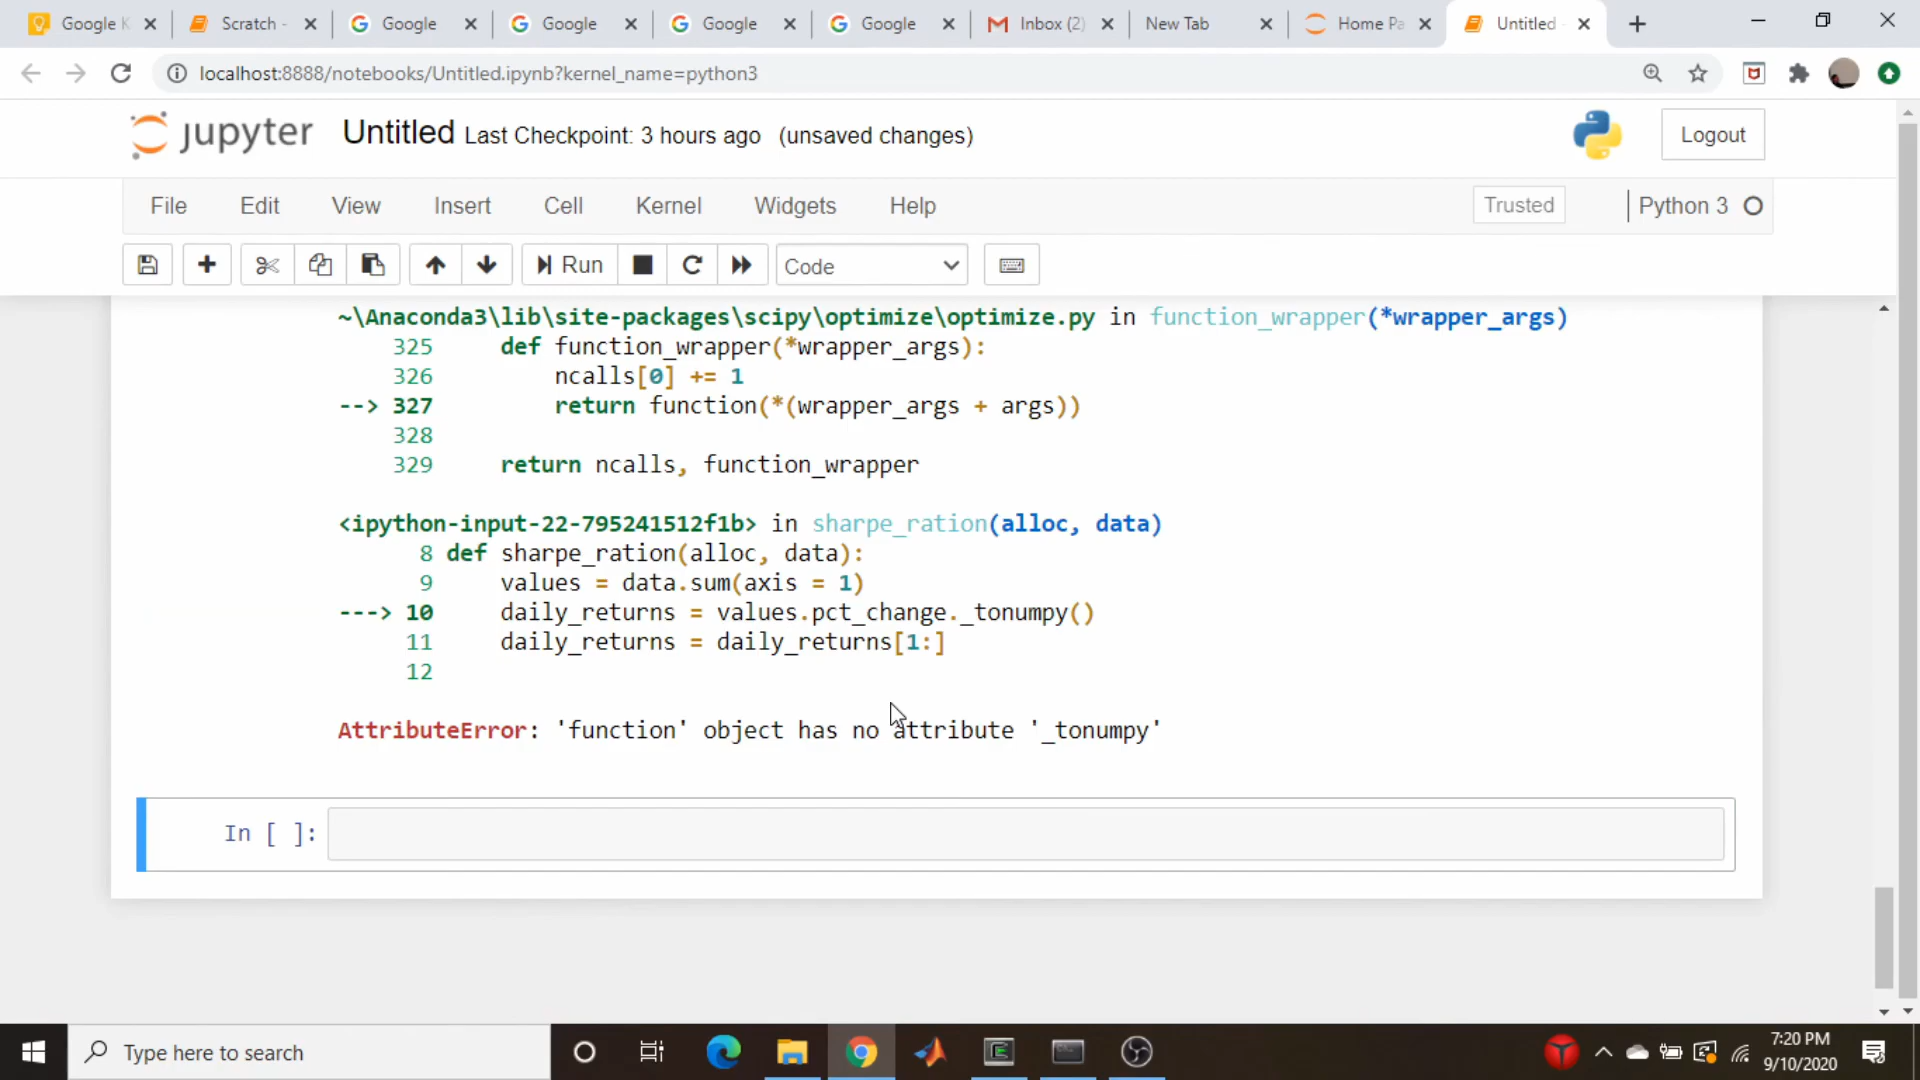 Google K
Scratch -
Google
Google
Google
Google
Inbox (2)
New Tab
Home Pa
Untitled -
localhost:8888/notebooks/Untitled.ipynb?kernel_name=python3
jupyter
Untitled Last Checkpoint: 3 hours ago (unsaved changes)
Logout
File Edit View Insert Cell Kernel Widgets Help
Trusted
Python 3
Run
Code
~\Anaconda3\lib\site-packages\scipy\optimize\optimize.py in function_wrapper(*wrapper_args)
325     def function_wrapper(*wrapper_args):
326         ncalls[0] += 1
--> 327         return function(*(wrapper_args + args))
328
329     return ncalls, function_wrapper
<ipython-input-22-795241512f1b> in sharpe_ration(alloc, data)
8 def sharpe_ration(alloc, data):
9     values = data.sum(axis = 1)
---> 10     daily_returns = values.pct_change._tonumpy()
11     daily_returns = daily_returns[1:]
12
AttributeError: 'function' object has no attribute '_tonumpy'
In [ ]:
Type here to search
7:20 PM
9/10/2020